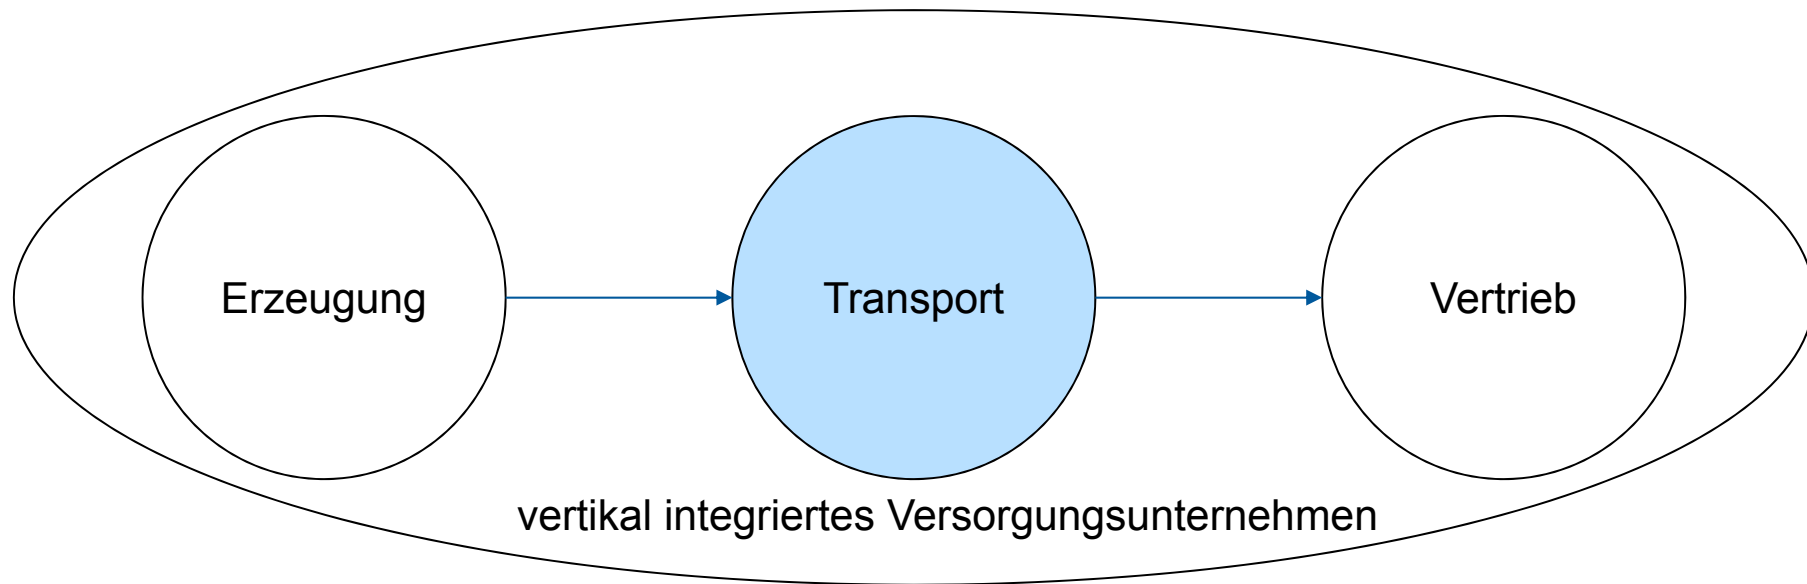 Erzeugung
Transport
Vertrieb
vertikal integriertes Versorgungsunternehmen